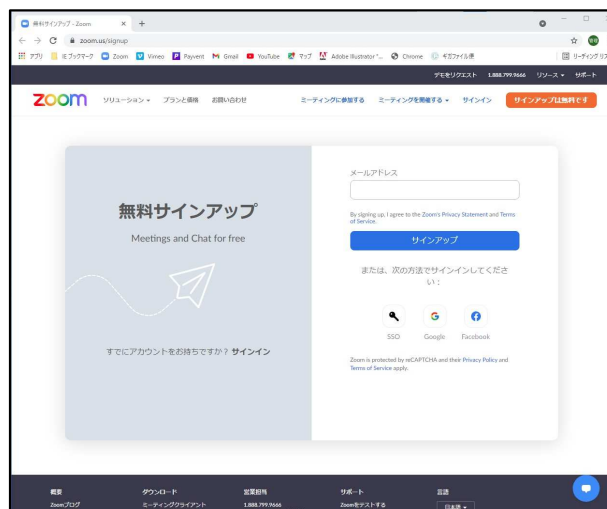 無料サインアップ - Zoom
zoom.us/signup
アプリ IEブックマーク Zoom Vimeo Payvent Gmail YouTube マップ Adobe Illustrator "... Chrome ギガファイル便 リーディング リス
デモをリクエスト 1.888.799.9666 リソース サポート
zoom ソリューション プランと価格 お問い合わせ ミーティングに参加する ミーティングを開催する サインイン サインアップは無料です
無料サインアップ
Meetings and Chat for free
すでにアカウントをお持ちですか？ サインイン
メールアドレス
By signing up, I agree to the Zoom's Privacy Statement and Terms
of Service.
サインアップ
または、次の方法でサインインしてくださ
い：
SSO Google Facebook
Zoom is protected by reCAPTCHA and their Privacy Policy and
Terms of Service apply.
概要 ダウンロード 営業担当 サポート 言語
Zoomブログ ミーティングクライアント 1.888.799.9666 Zoomをテストする 日本語